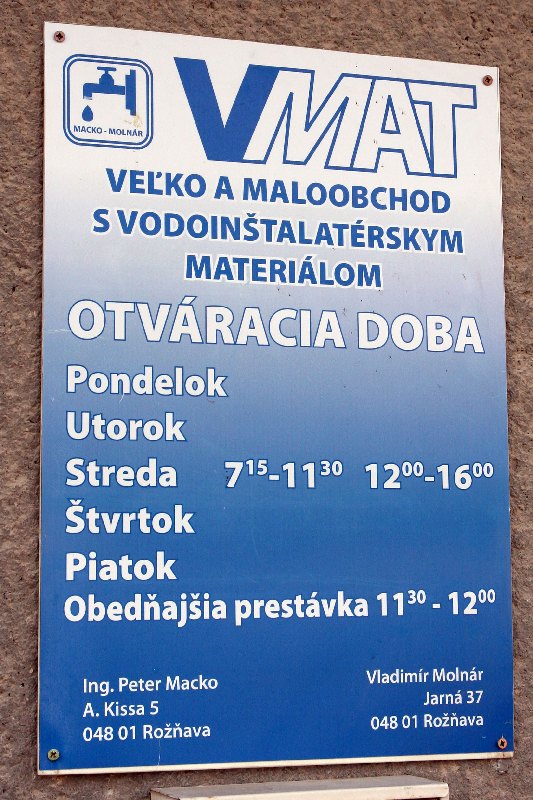 MACKO - MOLNÁR
VMAT
VEĽKO A MALOOBCHOD
S VODOINŠTALATÉRSKYM
MATERIÁLOM
OTVÁRACIA DOBA
Pondelok
Utorok
Streda 7¹⁵-11³⁰ 12⁰⁰-16⁰⁰
Štvrtok
Piatok
Obedňajšia prestávka 11³⁰ - 12⁰⁰
Ing. Peter Macko
A. Kissa 5
048 01 Rožňava
Vladimír Molnár
Jarná 37
048 01 Rožňava